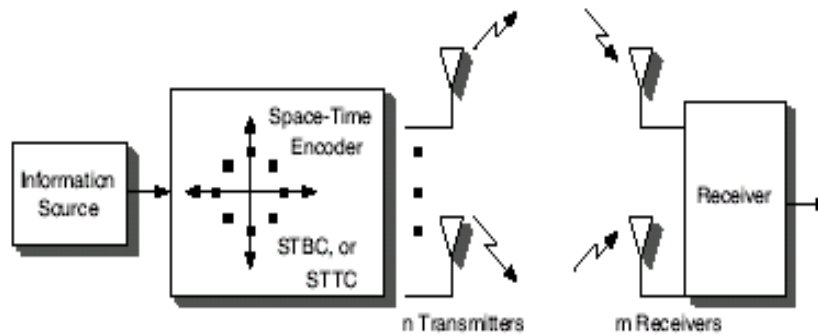 Information
Source
Space-Time
Encoder
STBC, or
STTC
n Transmitters
m Receivers
Receiver